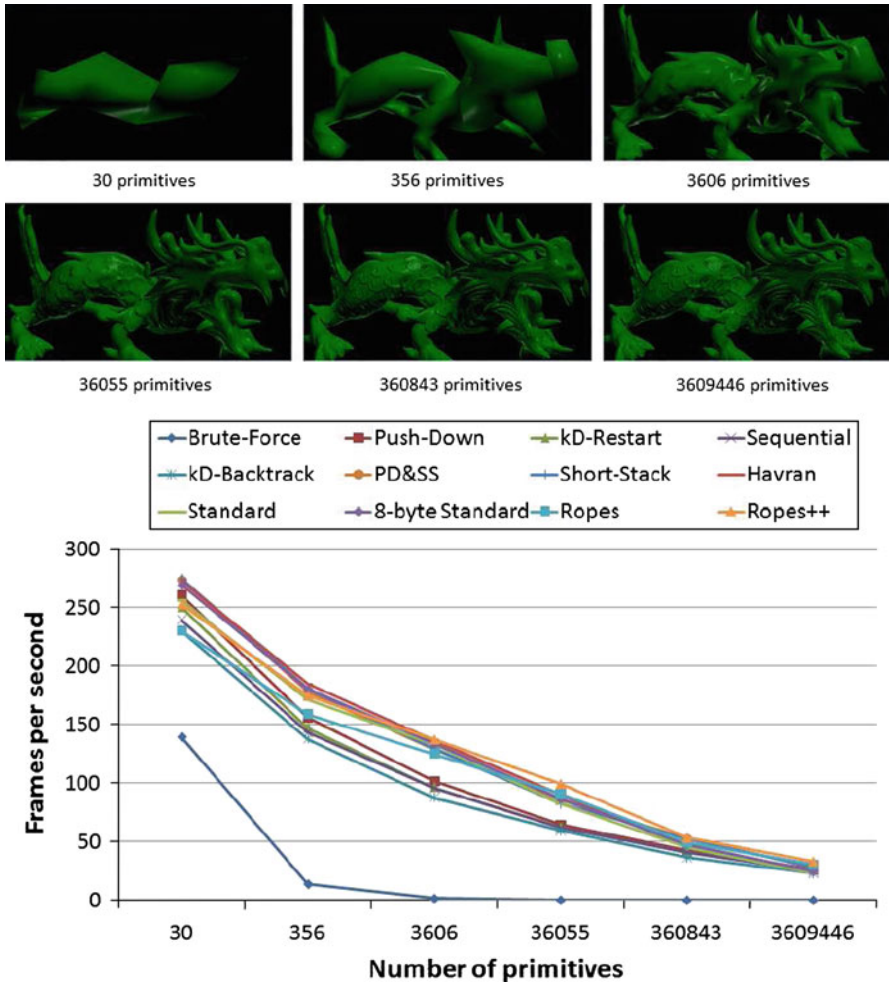 30 primitives 356 primitives 3606 primitives
36055 primitives 360843 primitives 3609446 primitives
Brute-Force Push-Down kD-Restart Sequential
kD-Backtrack PD&SS Short-Stack Havran
Standard 8-byte Standard Ropes Ropes++
300
250
200
150
100
50
0
Frames per second
30 356 3606 36055 360843 3609446
Number of primitives